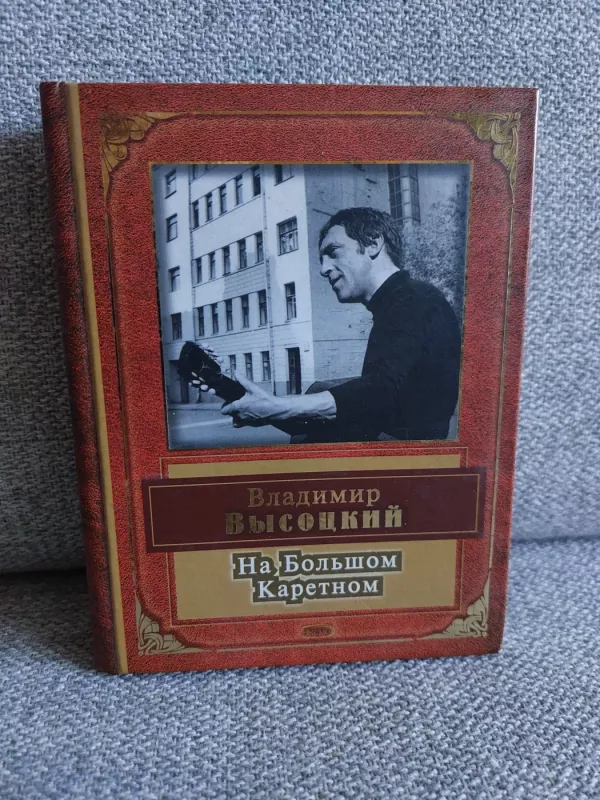 Владимир
Высоцкий
На Большом
Каретном